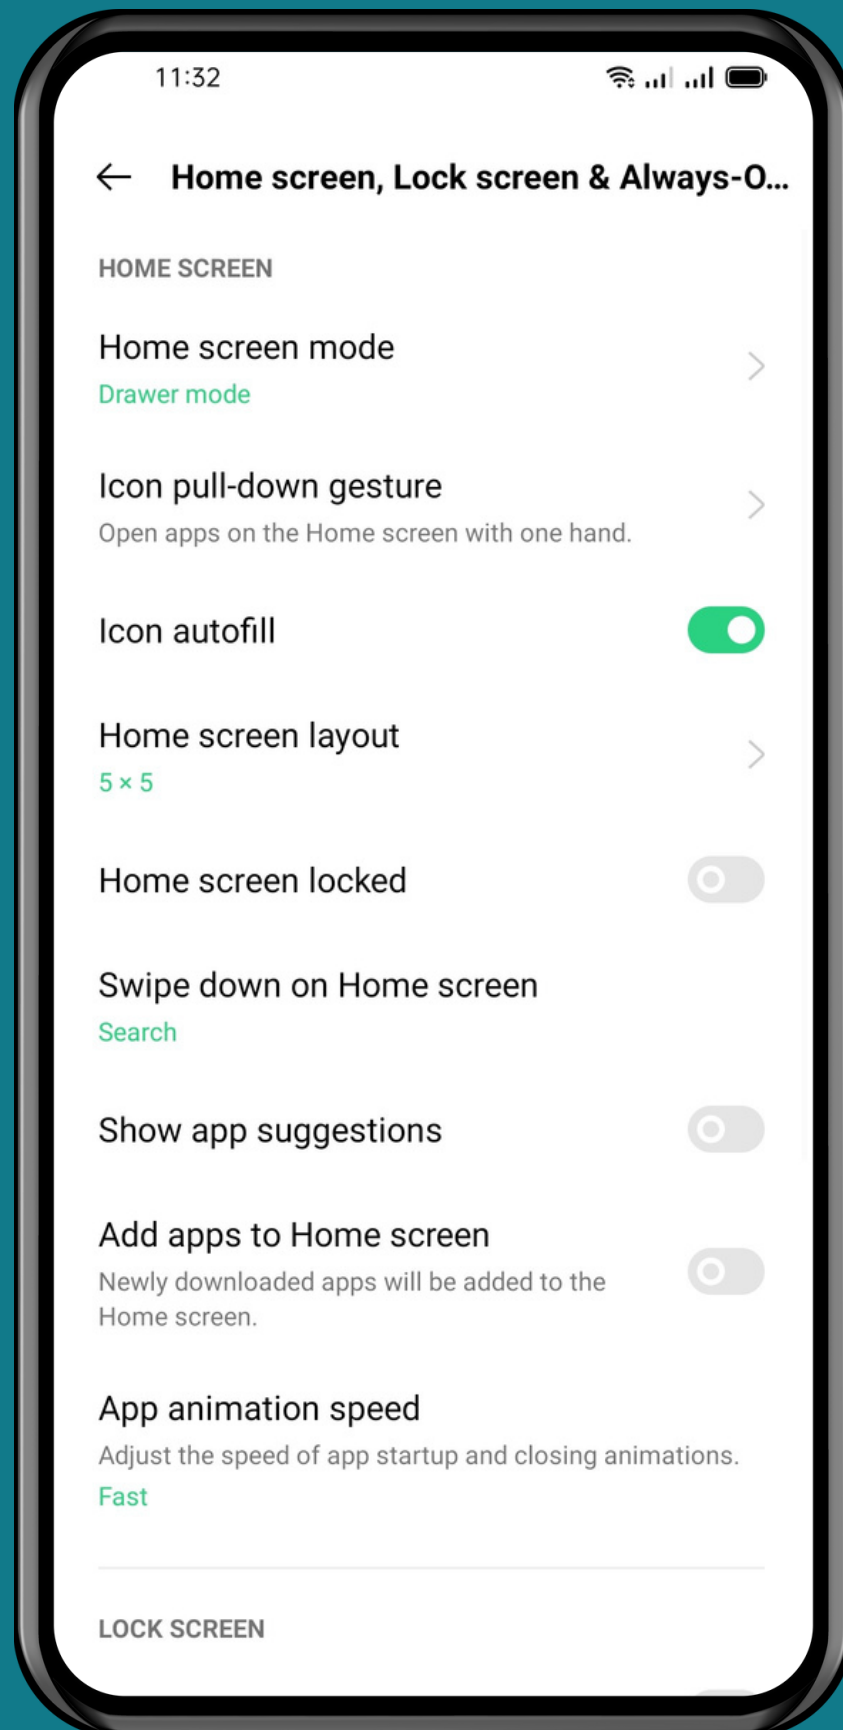 11:32
Home screen, Lock screen & Always-O...
HOME SCREEN
Home screen mode
Drawer mode
Icon pull-down gesture
Open apps on the Home screen with one hand.
Icon autofill
Home screen layout
5 × 5
Home screen locked
Swipe down on Home screen
Search
Show app suggestions
Add apps to Home screen
Newly downloaded apps will be added to the
Home screen.
App animation speed
Adjust the speed of app startup and closing animations.
Fast
LOCK SCREEN